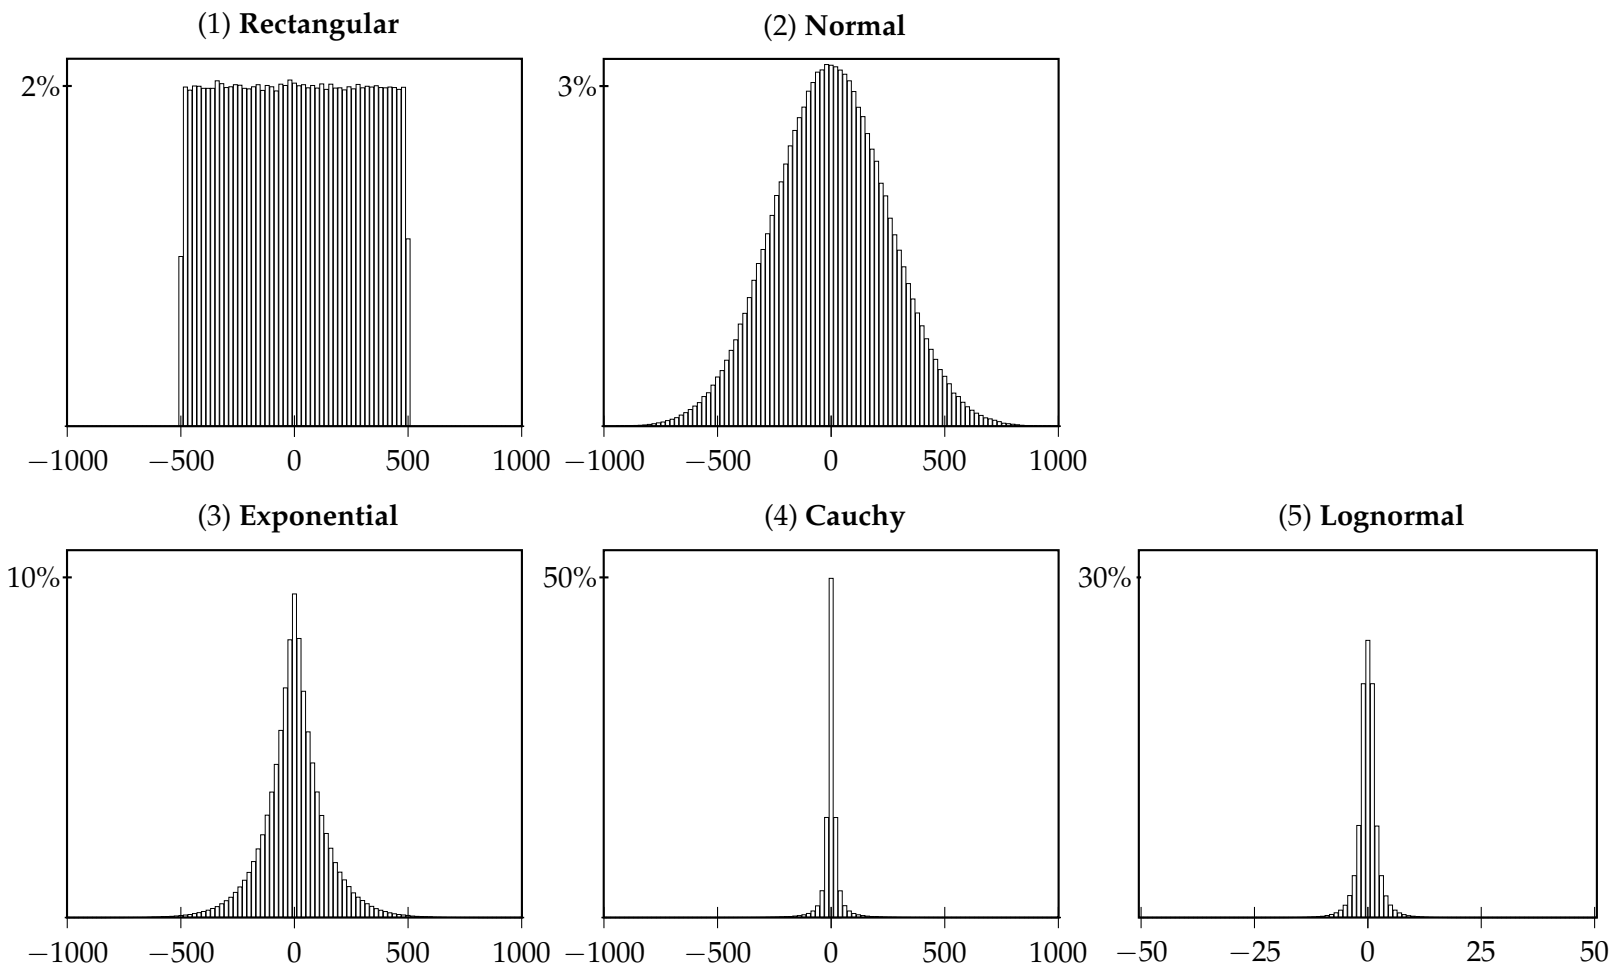 (1) Rectangular
(2) Normal
2%
3%
−1000 −500 0 500 1000
−1000 −500 0 500 1000
(3) Exponential
(4) Cauchy
(5) Lognormal
10%
50%
30%
−1000 −500 0 500 1000
−1000 −500 0 500 1000
−50 −25 0 25 50